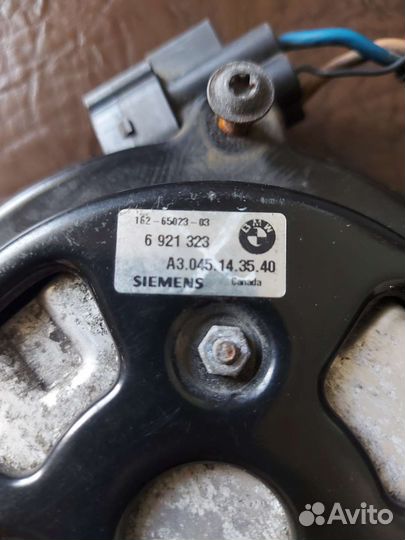 162-65023-03
6 921 323
BMW
A3.045.14.35.40
SIEMENS Canada
Avito